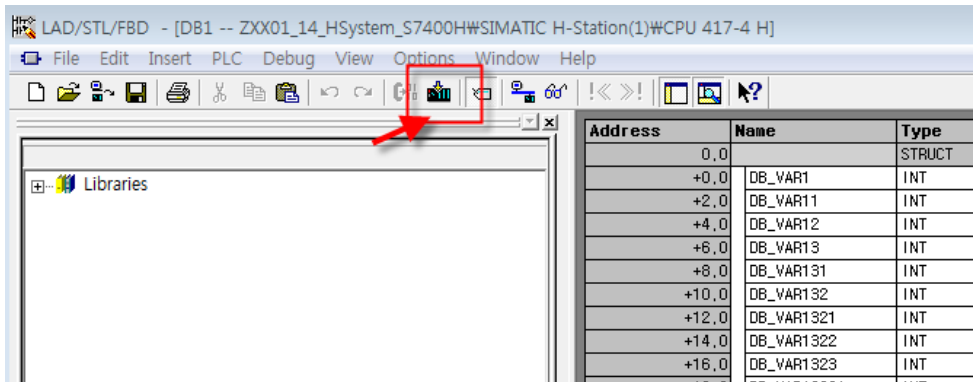 LAD/STL/FBD - [DB1 -- ZXX01_14_HSystem_S7400H₩SIMATIC H-Station(1)₩CPU 417-4 H]
File Edit Insert PLC Debug View Options Window Help
Libraries
Address Name Type
0,0 STRUCT
+0,0 DB_VAR1 INT
+2,0 DB_VAR11 INT
+4,0 DB_VAR12 INT
+6,0 DB_VAR13 INT
+8,0 DB_VAR131 INT
+10,0 DB_VAR132 INT
+12,0 DB_VAR1321 INT
+14,0 DB_VAR1322 INT
+16,0 DB_VAR1323 INT